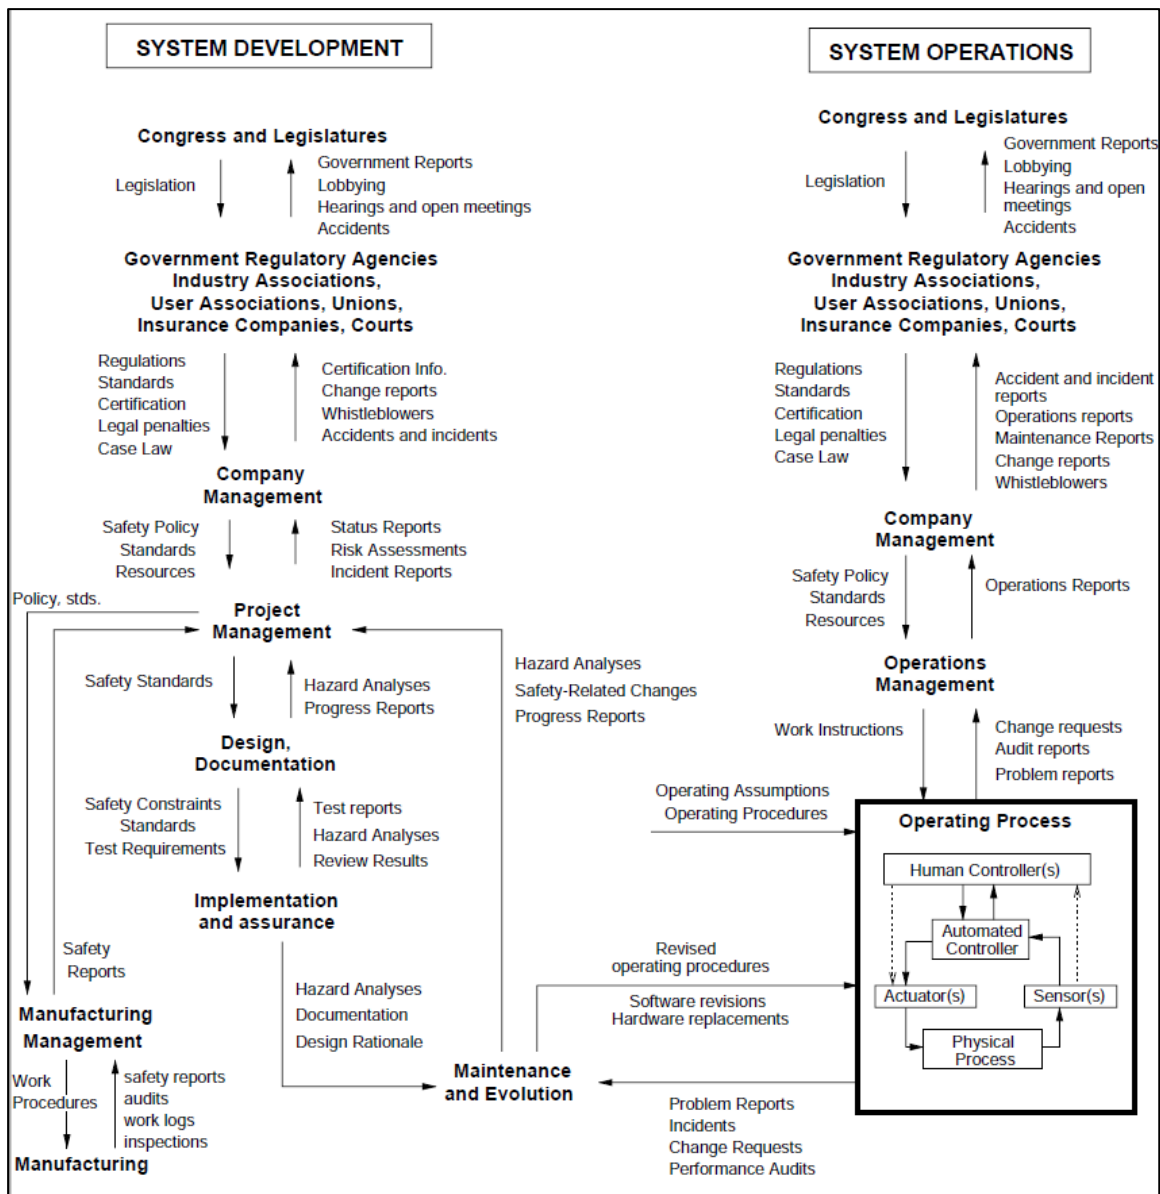 SYSTEM DEVELOPMENT
Congress and Legislatures
Legislation
Government Reports
Lobbying
Hearings and open meetings
Accidents
Government Regulatory Agencies
Industry Associations,
User Associations, Unions,
Insurance Companies, Courts
Regulations
Standards
Certification
Legal penalties
Case Law
Certification Info.
Change reports
Whistleblowers
Accidents and incidents
Company
Management
Safety Policy
Standards
Resources
Status Reports
Risk Assessments
Incident Reports
Policy, stds.
Project
Management
Safety Standards
Hazard Analyses
Progress Reports
Hazard Analyses
Safety-Related Changes
Progress Reports
Design,
Documentation
Safety Constraints
Standards
Test Requirements
Test reports
Hazard Analyses
Review Results
Implementation
and assurance
Safety
Reports
Hazard Analyses
Documentation
Design Rationale
Manufacturing
Management
Work
Procedures
safety reports
audits
work logs
inspections
Manufacturing
Maintenance
and Evolution
SYSTEM OPERATIONS
Congress and Legislatures
Legislation
Government Reports
Lobbying
Hearings and open
meetings
Accidents
Government Regulatory Agencies
Industry Associations,
User Associations, Unions,
Insurance Companies, Courts
Regulations
Standards
Certification
Legal penalties
Case Law
Accident and incident
reports
Operations reports
Maintenance Reports
Change reports
Whistleblowers
Company
Management
Safety Policy
Standards
Resources
Operations Reports
Operations
Management
Work Instructions
Change requests
Audit reports
Problem reports
Operating Assumptions
Operating Procedures
Operating Process
Human Controller(s)
Automated
Controller
Actuator(s)
Sensor(s)
Physical
Process
Revised
operating procedures
Software revisions
Hardware replacements
Problem Reports
Incidents
Change Requests
Performance Audits